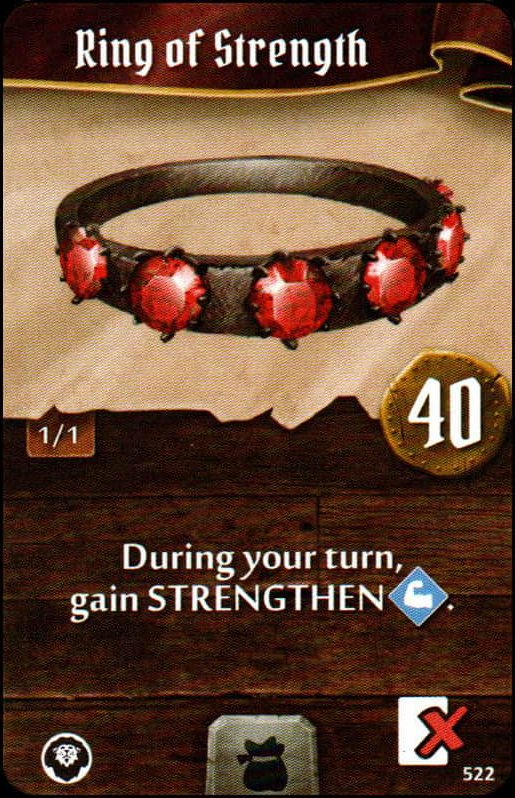 Ring of Strength
40
1/1
During your turn,
gain STRENGTHEN.
522